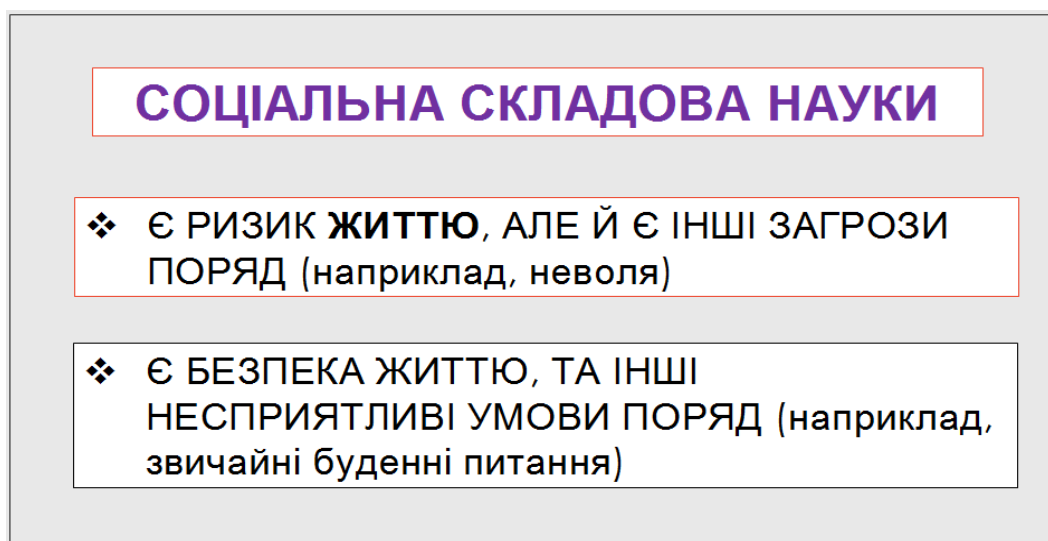 СОЦІАЛЬНА СКЛАДОВА НАУКИ
❖ Є РИЗИК ЖИТТЮ, АЛЕ Й Є ІНШІ ЗАГРОЗИ
ПОРЯД (наприклад, неволя)
❖ Є БЕЗПЕКА ЖИТТЮ, ТА ІНШІ
НЕСПРИЯТЛИВІ УМОВИ ПОРЯД (наприклад,
звичайні буденні питання)